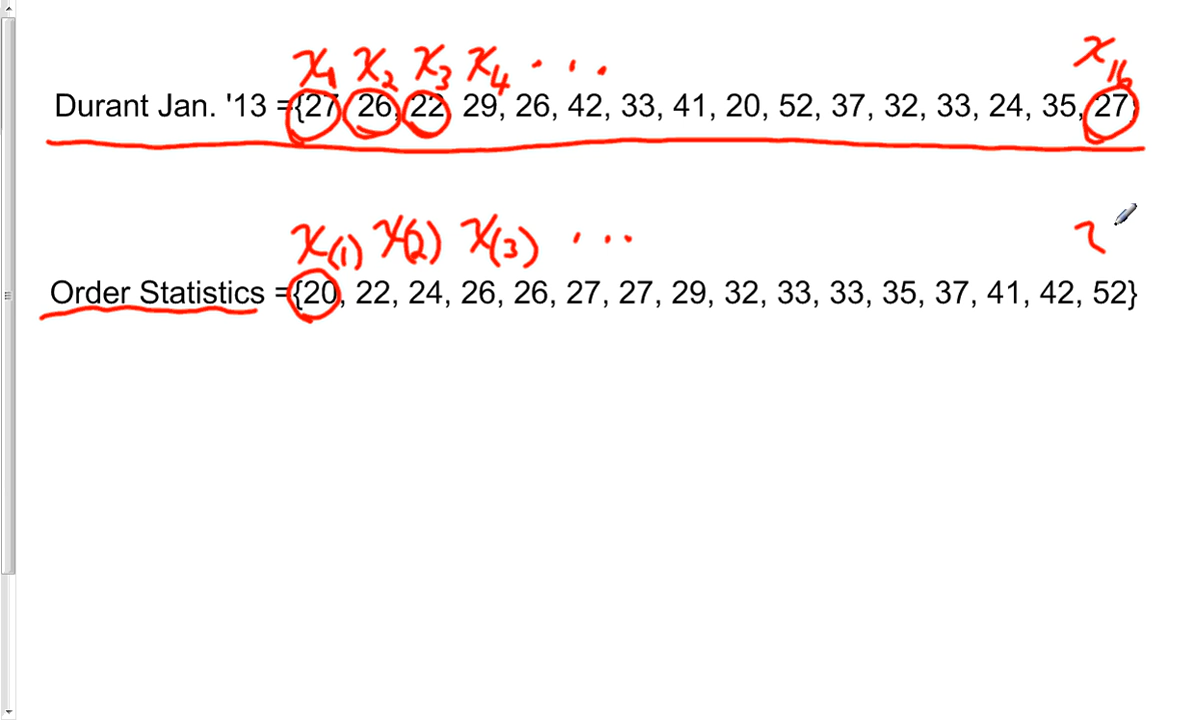 x₁ x₂ x₃ x₄ . . . x₁₆
Durant Jan. '13 ={27, 26, 22, 29, 26, 42, 33, 41, 20, 52, 37, 32, 33, 24, 35, 27}
x(1) x(2) x(3) . . .
Order Statistics ={20, 22, 24, 26, 26, 27, 27, 29, 32, 33, 33, 35, 37, 41, 42, 52}